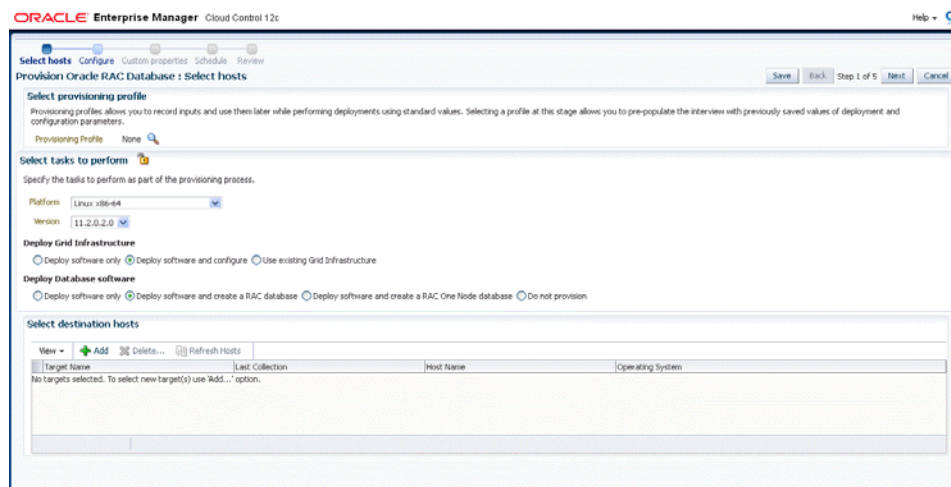 ORACLE Enterprise Manager Cloud Control 12c Help
Select hosts Configure Custom properties Schedule Review
Provision Oracle RAC Database : Select hosts Save Back Step 1 of 5 Next Cancel
Select provisioning profile
Provisioning profiles allows you to record inputs and use them later while performing deployments using standard values. Selecting a profile at this stage allows you to pre-populate the interview with previously saved values of deployment and
configuration parameters.
Provisioning Profile None
Select tasks to perform
Specify the tasks to perform as part of the provisioning process.
Platform Linux x86-64
Version 11.2.0.2.0
Deploy Grid Infrastructure
Deploy software only Deploy software and configure Use existing Grid Infrastructure
Deploy Database software
Deploy software only Deploy software and create a RAC database Deploy software and create a RAC One Node database Do not provision
Select destination hosts
View Add Delete... Refresh Hosts
Target Name Last Collection Host Name Operating System
No targets selected. To select new target(s) use 'Add...' option.